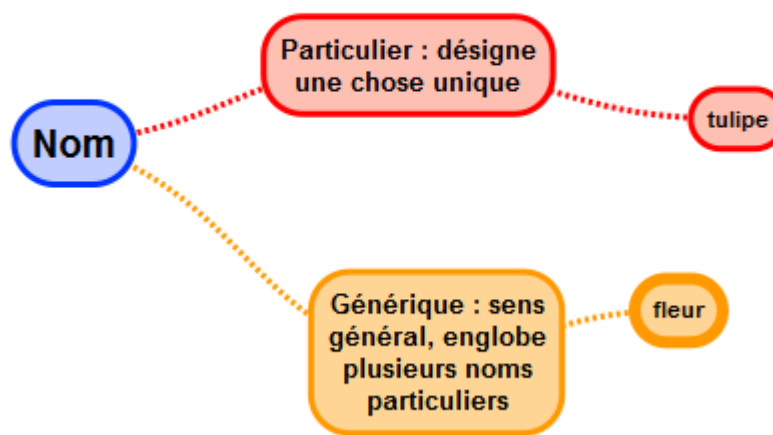 Nom
Particulier : désigne
une chose unique
tulipe
Générique : sens
général, englobe
plusieurs noms
particuliers
fleur